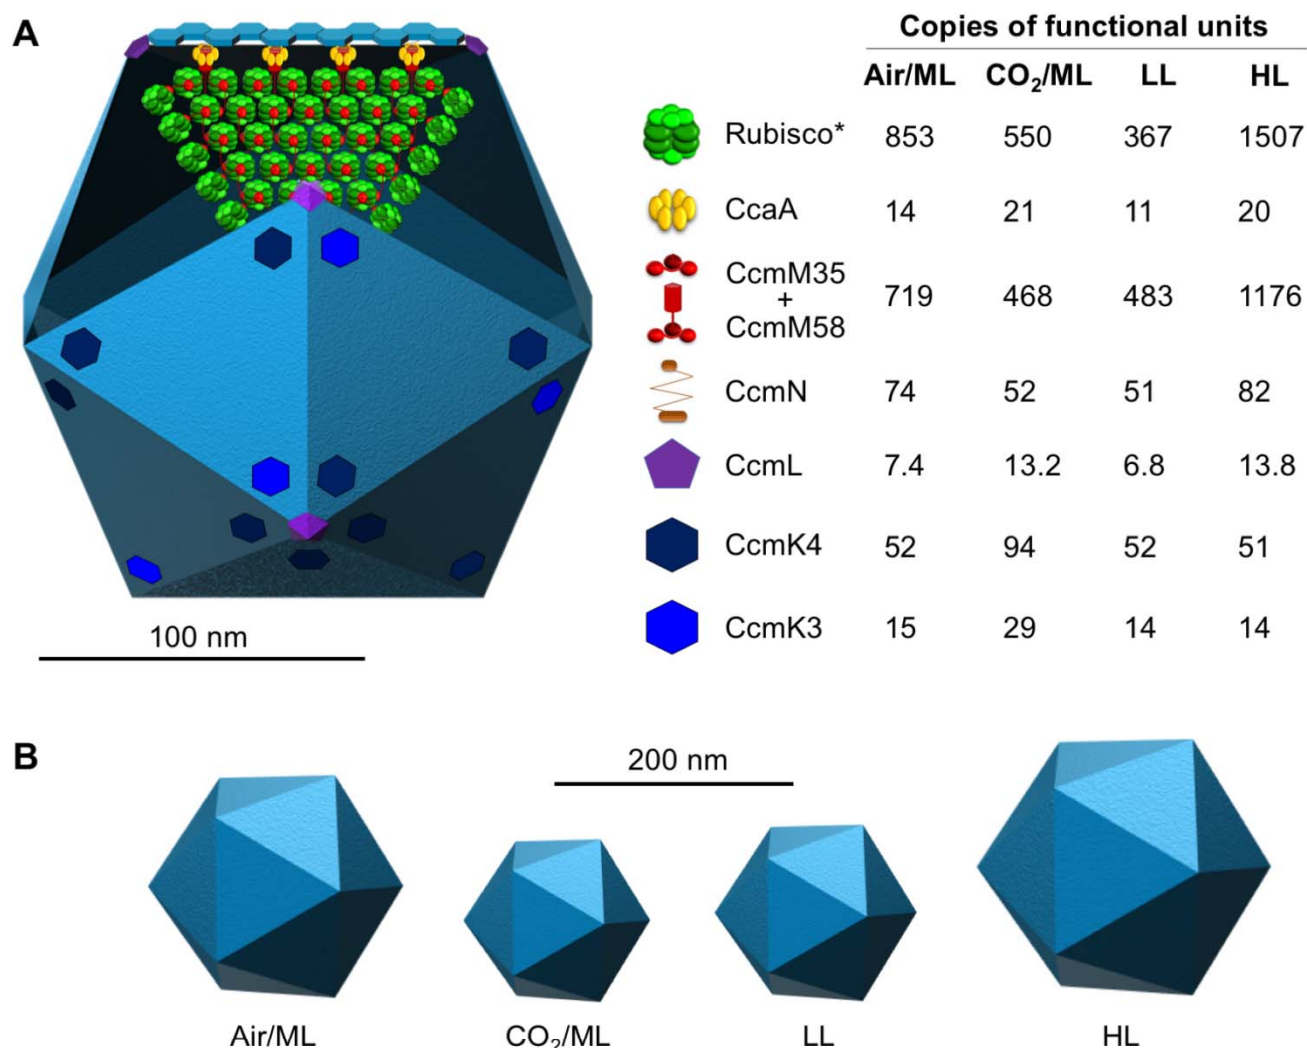 A
Copies of functional units
Air/ML CO₂/ML LL HL
Rubisco* 853 550 367 1507
CcaA 14 21 11 20
CcmM35
+
CcmM58
719 468 483 1176
CcmN 74 52 51 82
CcmL 7.4 13.2 6.8 13.8
CcmK4 52 94 52 51
CcmK3 15 29 14 14
100 nm
B
200 nm
Air/ML CO₂/ML LL HL